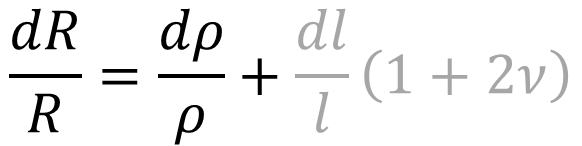 dR/R = dρ/ρ + dl/l (1 + 2ν)